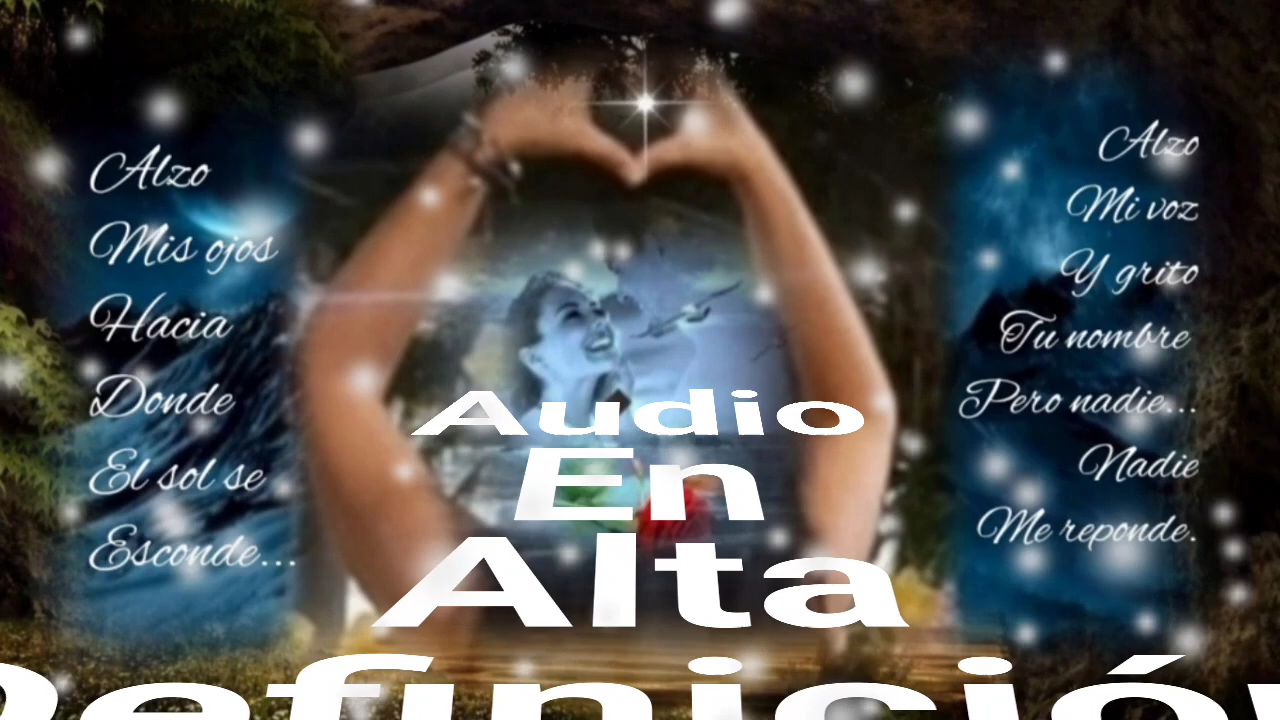 Alzo
Mis ojos
Hacia
Donde
El sol se
Esconde...
Alzo
Mi voz
Y grito
Tu nombre
Pero nadie...
Nadie
Me reponde.
Audio
En
Alta
Definición